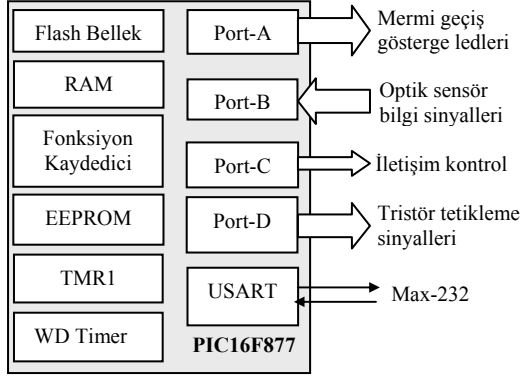 Flash Bellek
RAM
Fonksiyon
Kaydedici
EEPROM
TMR1
WD Timer
Port-A
Port-B
Port-C
Port-D
USART
PIC16F877
Mermi geçiş
gösterge ledleri
Optik sensör
bilgi sinyalleri
İletişim kontrol
Tristör tetikleme
sinyalleri
Max-232